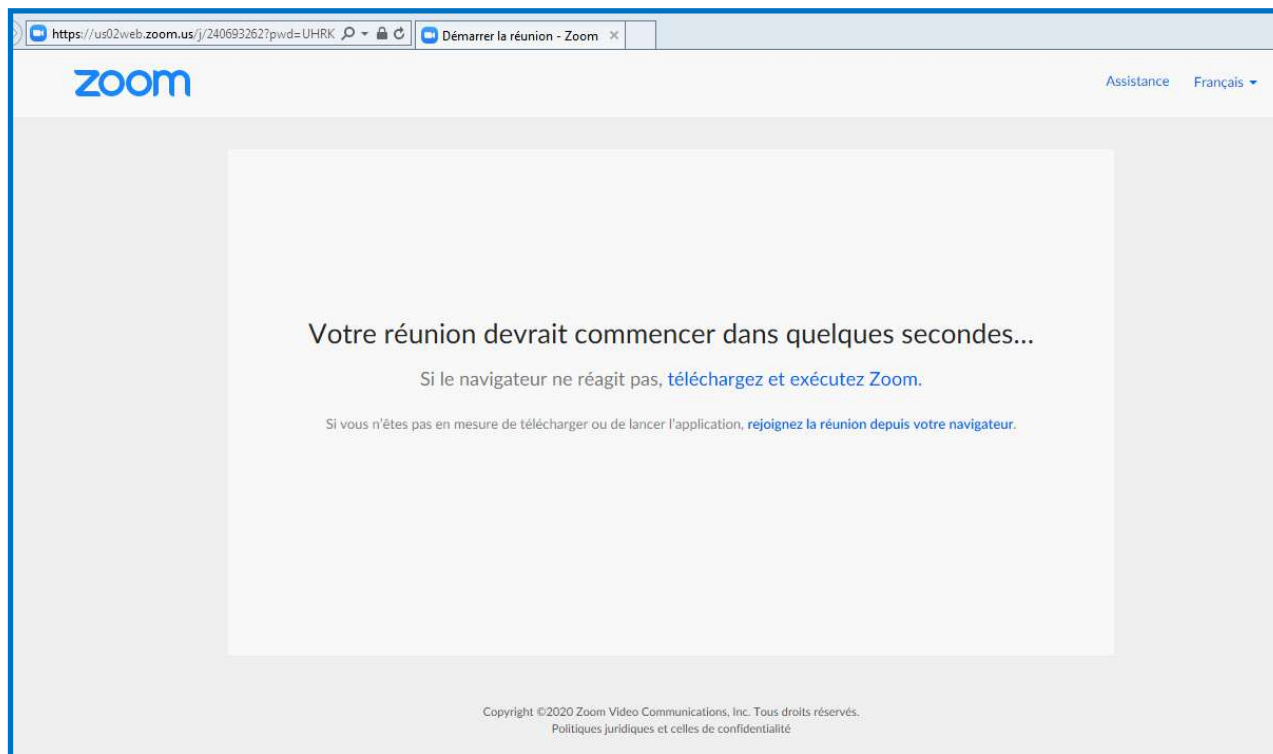 https://us02web.zoom.us/j/240693262?pwd=UHRK
Démarrer la réunion - Zoom
zoom
Assistance Français
Votre réunion devrait commencer dans quelques secondes...
Si le navigateur ne réagit pas, téléchargez et exécutez Zoom.
Si vous n'êtes pas en mesure de télécharger ou de lancer l'application, rejoignez la réunion depuis votre navigateur.
Copyright ©2020 Zoom Video Communications, Inc. Tous droits réservés.
Politiques juridiques et celles de confidentialité